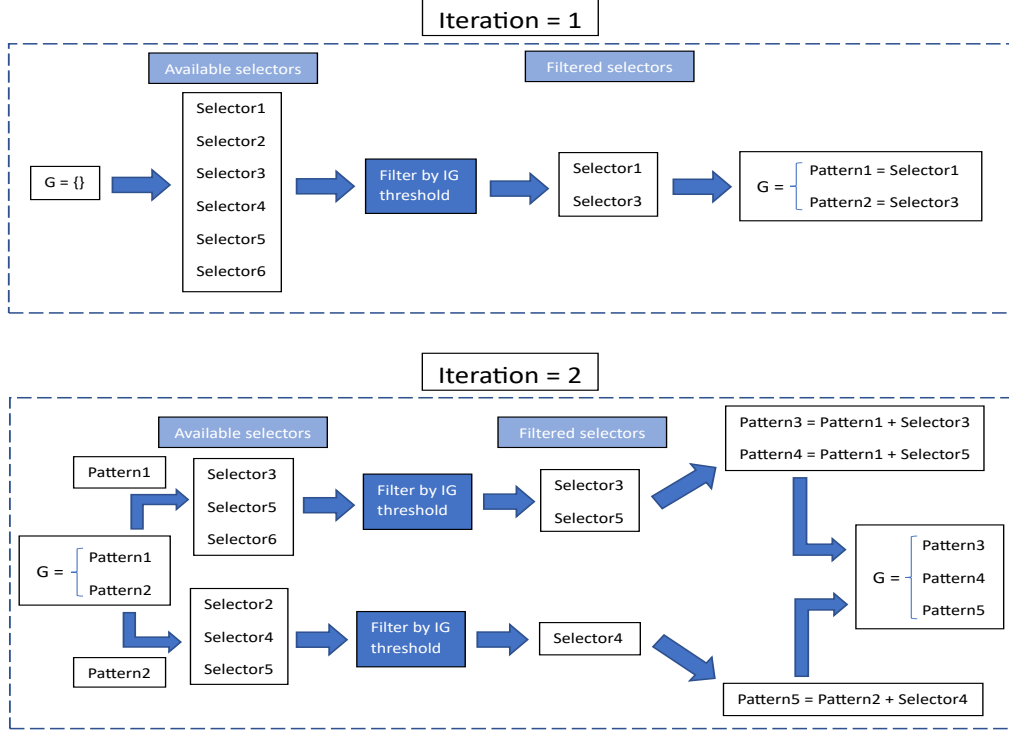 Iteration = 1
Available selectors
Filtered selectors
G = {}
Selector1
Selector2
Selector3
Selector4
Selector5
Selector6
Filter by IG
threshold
Selector1
Selector3
G =
Pattern1 = Selector1
Pattern2 = Selector3
Iteration = 2
Available selectors
Filtered selectors
Pattern1
Selector3
Selector5
Selector6
Filter by IG
threshold
Selector3
Selector5
Pattern3 = Pattern1 + Selector3
Pattern4 = Pattern1 + Selector5
G =
Pattern1
Pattern2
Pattern2
Selector2
Selector4
Selector5
Filter by IG
threshold
Selector4
Pattern5 = Pattern2 + Selector4
G =
Pattern3
Pattern4
Pattern5